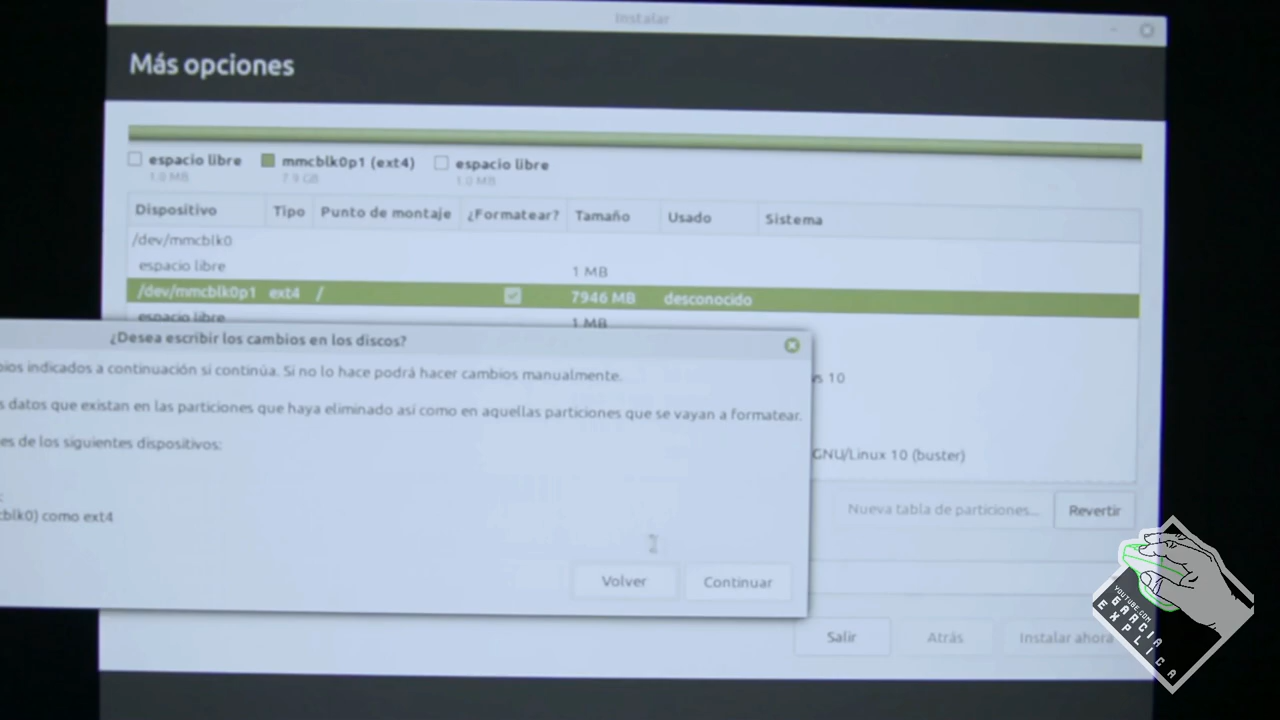 Instalar
Más opciones
espacio libre mmcblk0p1 (ext4) espacio libre
1.0 MB 7.9 GB 1.0 MB
Dispositivo Tipo Punto de montaje ¿Formatear? Tamaño Usado Sistema
/dev/mmcblk0
espacio libre 1 MB
/dev/mmcblk0p1 ext4 / 7946 MB desconocido
espacio libre 1 MB
¿Desea escribir los cambios en los discos?
bios indicados a continuación si continúa. Si no lo hace podrá hacer cambios manualmente.
s 10
s datos que existan en las particiones que haya eliminado así como en aquellas particiones que se vayan a formatear.
es de los siguientes dispositivos:
GNU/Linux 10 (buster)
:
cblk0) como ext4
Nueva tabla de particiones... Revertir
Volver Continuar
Salir Atrás Instalar ahora
YOUTUBE.COM
GARCIA
EXPLICA